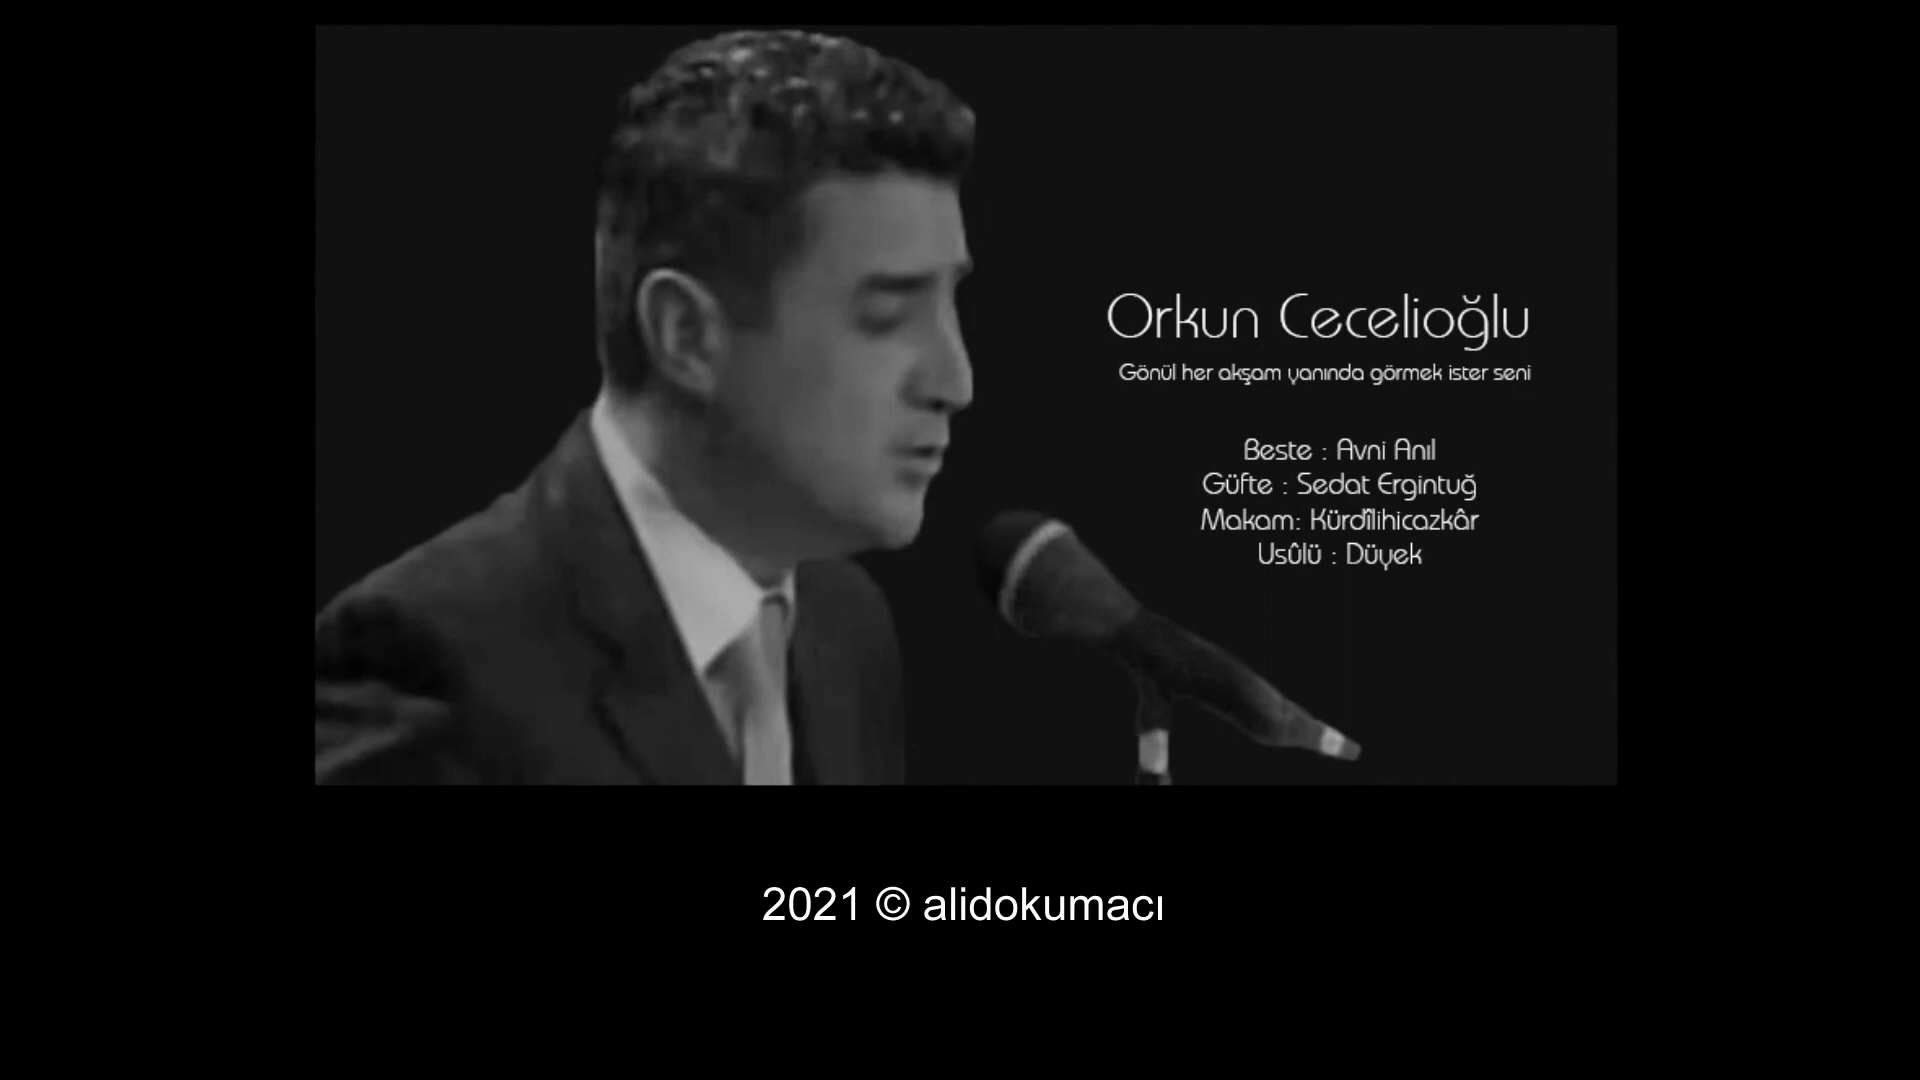 Orkun Cecelioğlu
Gönül her akşam yanında görmek ister seni
Beste : Avni Anıl
Güfte : Sedat Ergintuğ
Makam: Kürdîlihicazkâr
Usûlü : Düyek
2021 © alidokumacı